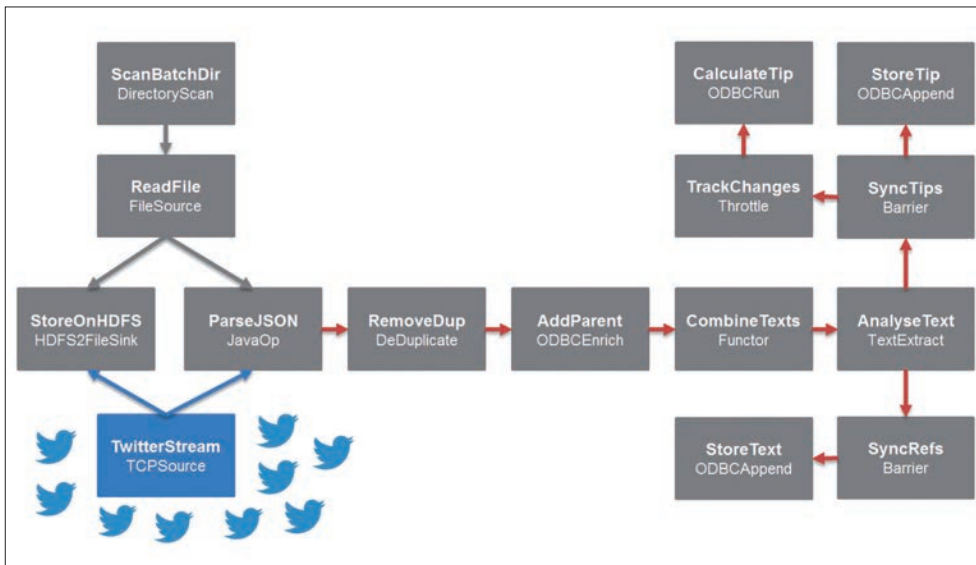 ScanBatchDir
DirectoryScan
CalculateTip
ODBCRun
StoreTip
ODBCAppend
ReadFile
FileSource
TrackChanges
Throttle
SyncTips
Barrier
StoreOnHDFS
HDFS2FileSink
ParseJSON
JavaOp
RemoveDup
DeDuplicate
AddParent
ODBCEnrich
CombineTexts
Functor
AnalyseText
TextExtract
TwitterStream
TCPSource
StoreText
ODBCAppend
SyncRefs
Barrier